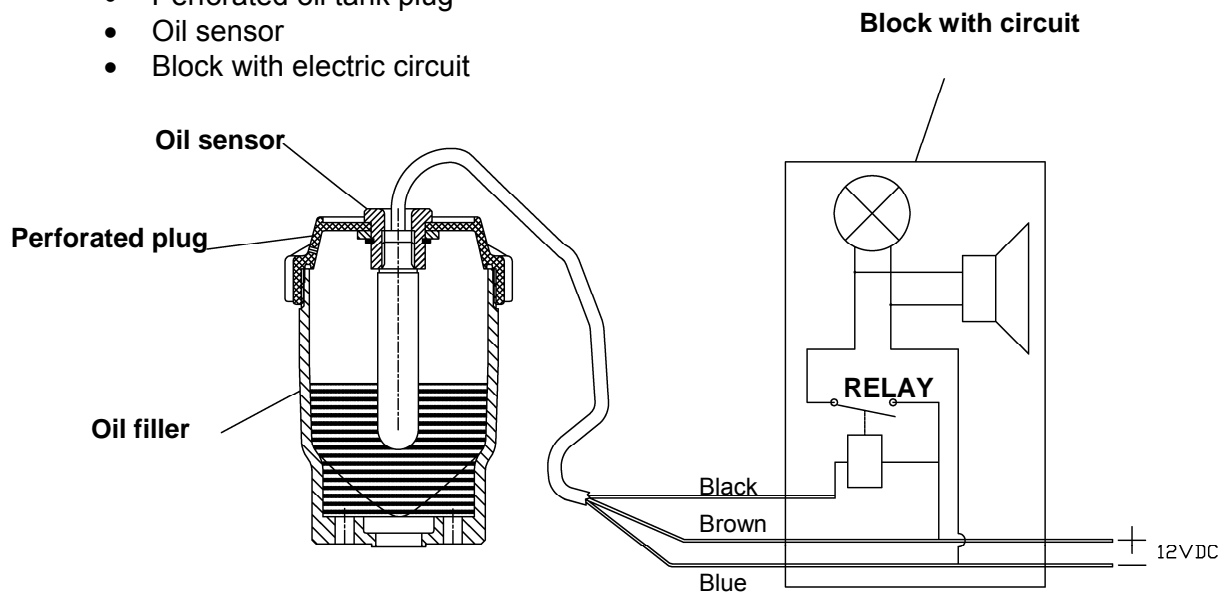 • Perforated oil tank plug
• Oil sensor
• Block with electric circuit
Block with circuit
Oil sensor
Perforated plug
Oil filler
RELAY
Black
Brown
Blue
+
12VDC